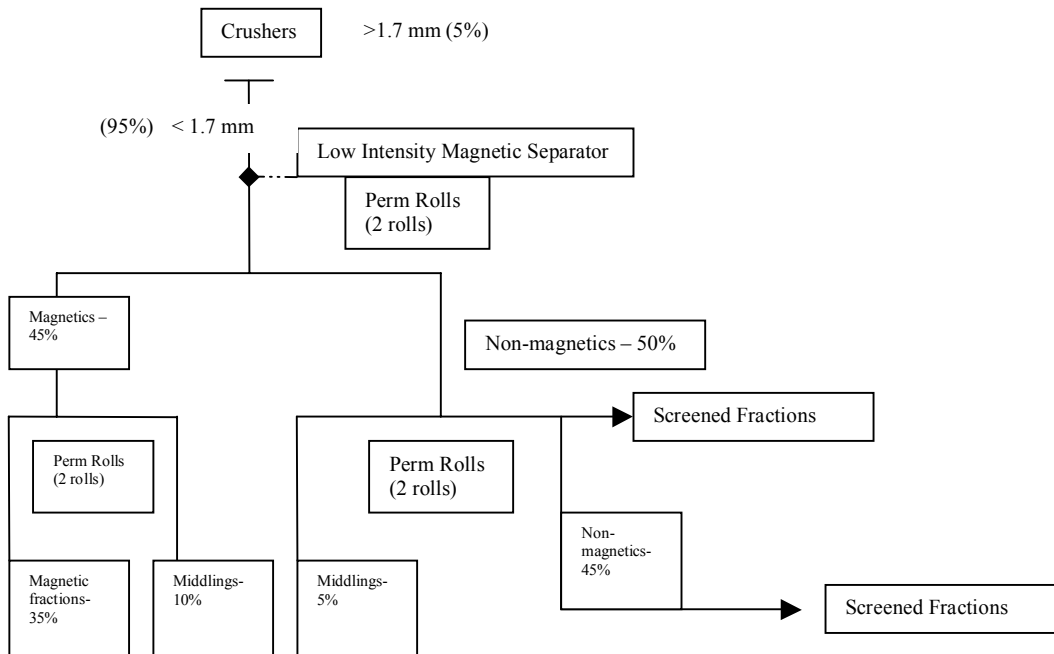 Crushers
>1.7 mm (5%)
(95%) < 1.7 mm
Low Intensity Magnetic Separator
Perm Rolls
(2 rolls)
Magnetics –
45%
Non-magnetics – 50%
Screened Fractions
Perm Rolls
(2 rolls)
Perm Rolls
(2 rolls)
Non-
magnetics-
45%
Magnetic
fractions-
35%
Middlings-
10%
Middlings-
5%
Screened Fractions